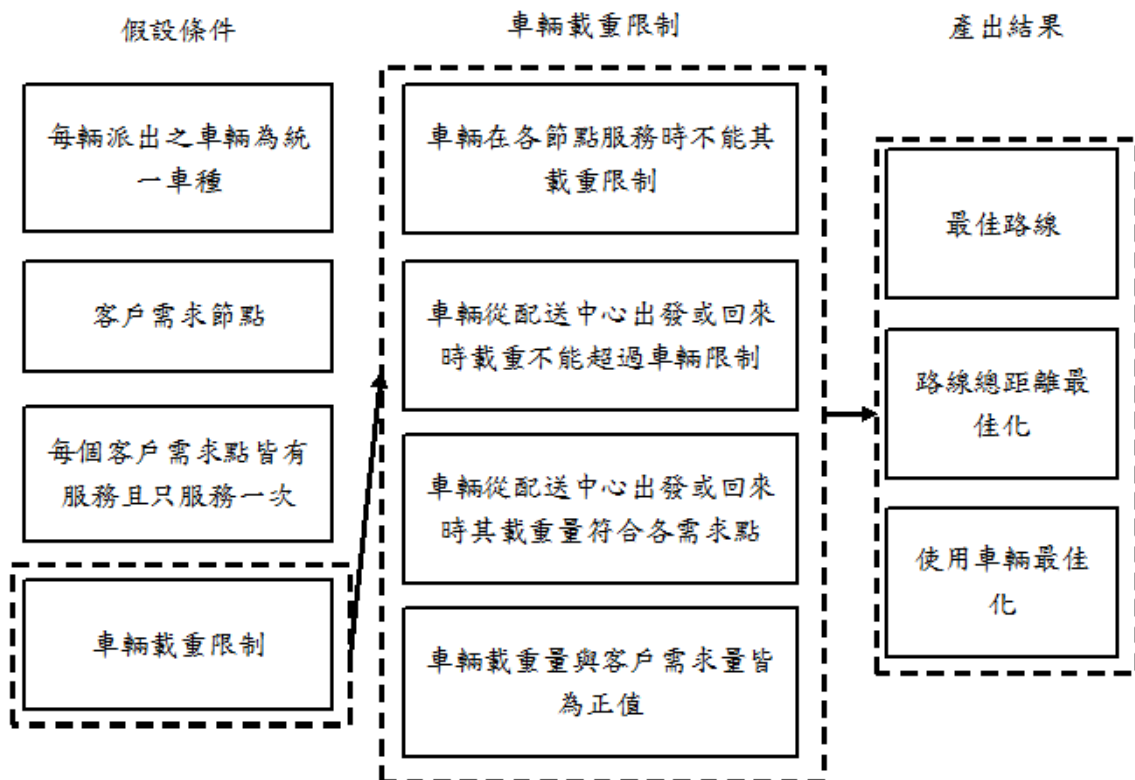 假設條件
每輛派出之車輛為統
一車種
客戶需求節點
每個客戶需求點皆有
服務且只服務一次
車輛載重限制
車輛載重限制
車輛在各節點服務時不能其
載重限制
車輛從配送中心出發或回來
時載重不能超過車輛限制
車輛從配送中心出發或回來
時其載重量符合各需求點
車輛載重量與客戶需求量皆
為正值
產出結果
最佳路線
路線總距離最
佳化
使用車輛最佳
化